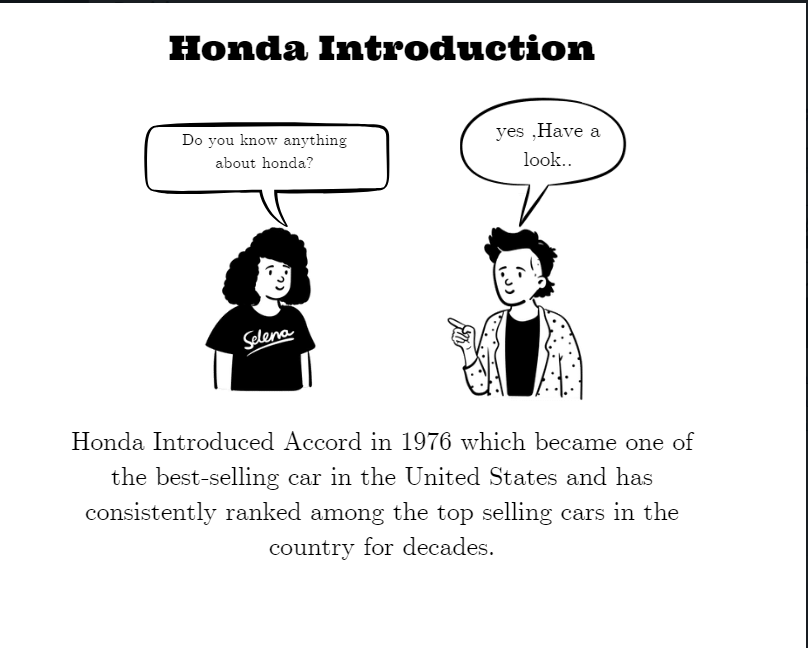 Honda Introduction
Do you know anything
about honda?
yes ,Have a
look..
Selena
Honda Introduced Accord in 1976 which became one of
the best-selling car in the United States and has
consistently ranked among the top selling cars in the
country for decades.